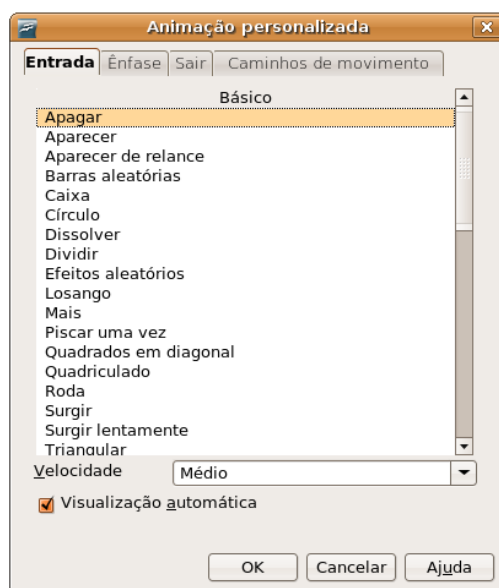 Animação personalizada
Entrada Ênfase Sair Caminhos de movimento
Básico
Apagar
Aparecer
Aparecer de relance
Barras aleatórias
Caixa
Círculo
Dissolver
Dividir
Efeitos aleatórios
Losango
Mais
Piscar uma vez
Quadrados em diagonal
Quadriculado
Roda
Surgir
Surgir lentamente
Triangular
Velocidade Médio
Visualização automática
OK Cancelar Ajuda